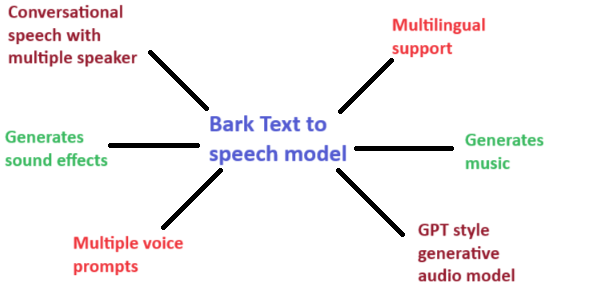 Conversational
speech with
multiple speaker
Multilingual
support
Bark Text to
speech model
Generates
sound effects
Generates
music
Multiple voice
prompts
GPT style
generative
audio model